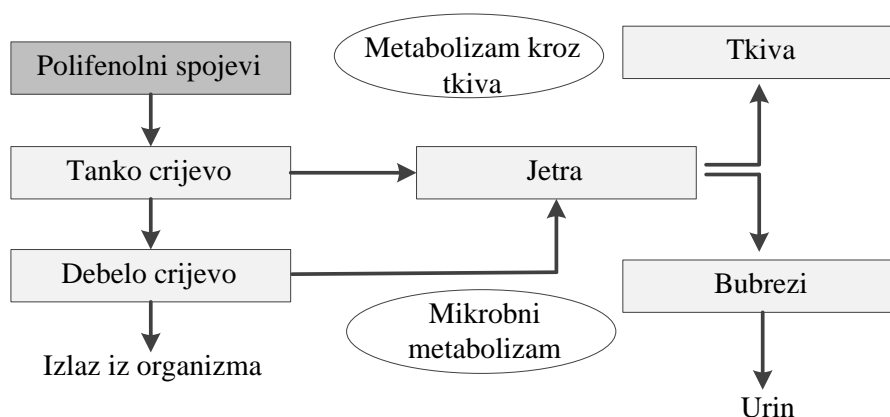 Polifenolni spojevi
Metabolizam kroz
tkiva
Tkiva
Tanko crijevo
Jetra
Debelo crijevo
Bubrezi
Mikrobni
metabolizam
Izlaz iz organizma
Urin